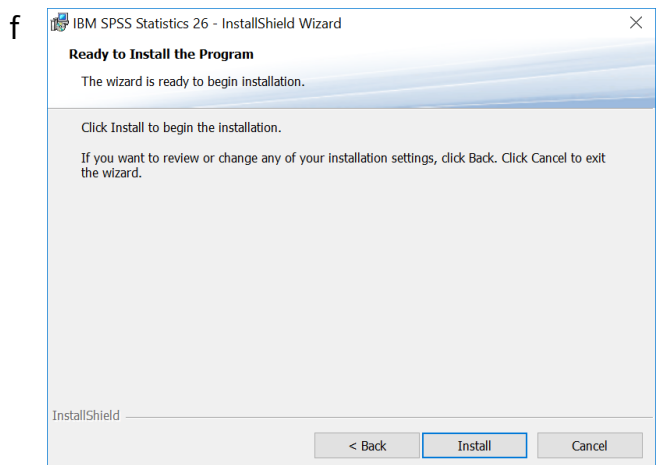 f
IBM SPSS Statistics 26 - InstallShield Wizard
Ready to Install the Program
The wizard is ready to begin installation.
Click Install to begin the installation.
If you want to review or change any of your installation settings, click Back. Click Cancel to exit
the wizard.
InstallShield
< Back Install Cancel